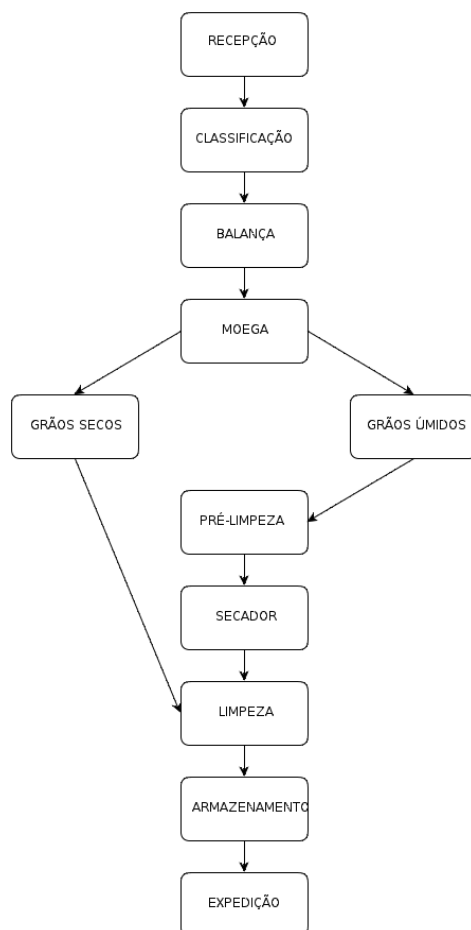 RECEPÇÃO
CLASSIFICAÇÃO
BALANÇA
MOEGA
GRÃOS SECOS
GRÃOS ÚMIDOS
PRÉ-LIMPEZA
SECADOR
LIMPEZA
ARMAZENAMENTO
EXPEDIÇÃO